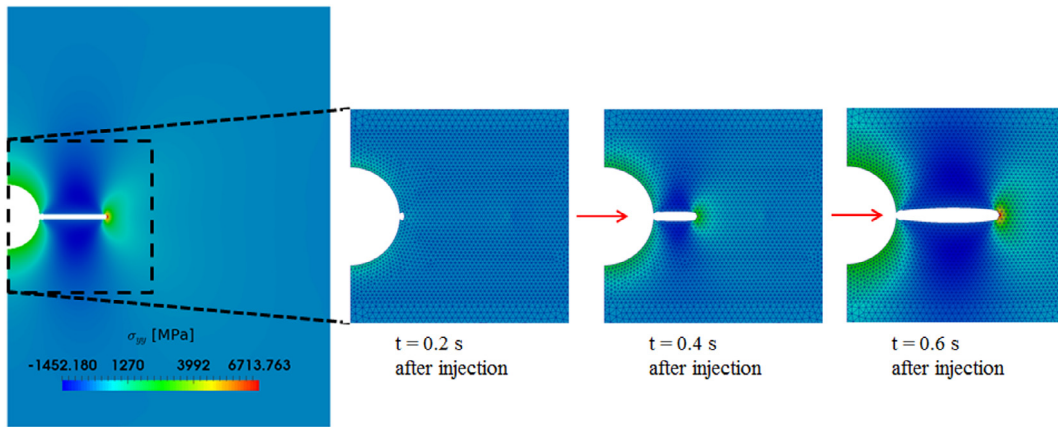 σyy [MPa]
-1452.180 1270 3992 6713.763
t = 0.2 s
after injection
t = 0.4 s
after injection
t = 0.6 s
after injection